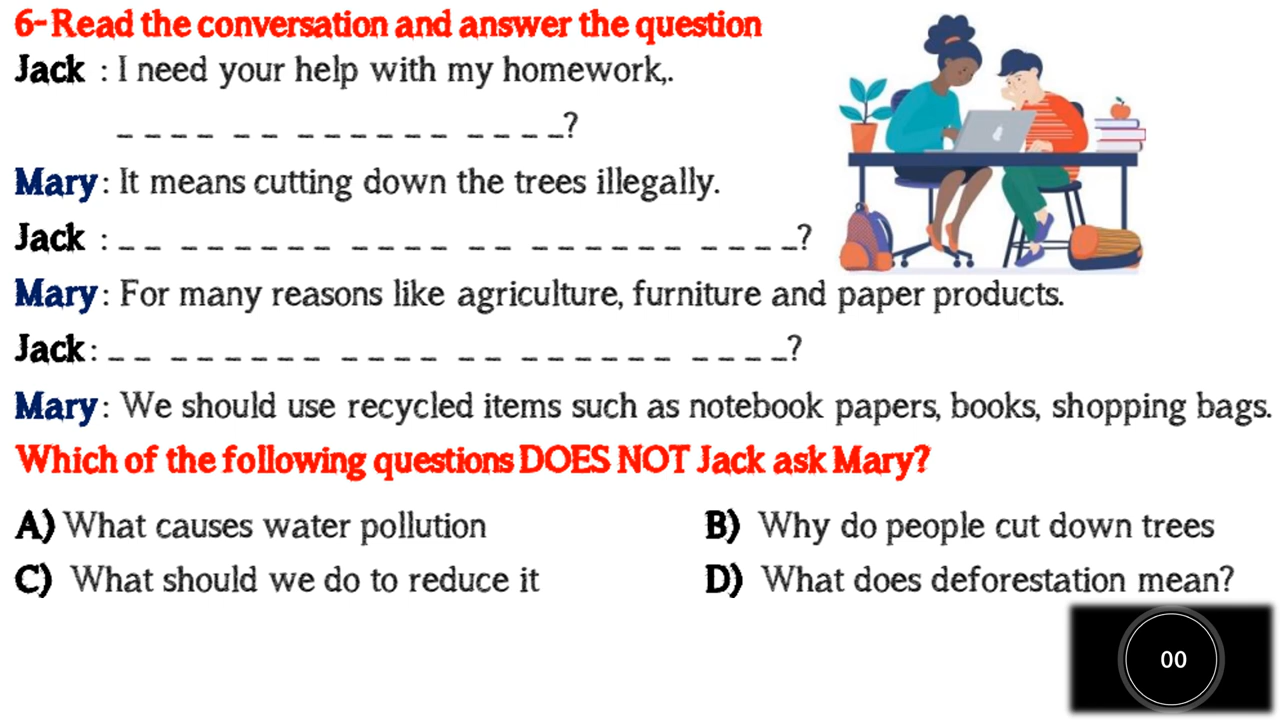 6- Read the conversation and answer the question
Jack : I need your help with my homework,.
_ _ _ _ _ _ _ _ _ _ _ _ _ _ _ _?
Mary: It means cutting down the trees illegally.
Jack : _ _ _ _ _ _ _ _ _ _ _ _ _ _ _ _ _ _ _ _ _ _ _ _?
Mary: For many reasons like agriculture, furniture and paper products.
Jack: _ _ _ _ _ _ _ _ _ _ _ _ _ _ _ _ _ _ _ _ _ _ _ _?
Mary: We should use recycled items such as notebook papers, books, shopping bags.
Which of the following questions DOES NOT Jack ask Mary?
A) What causes water pollution B) Why do people cut down trees
C) What should we do to reduce it D) What does deforestation mean?
00